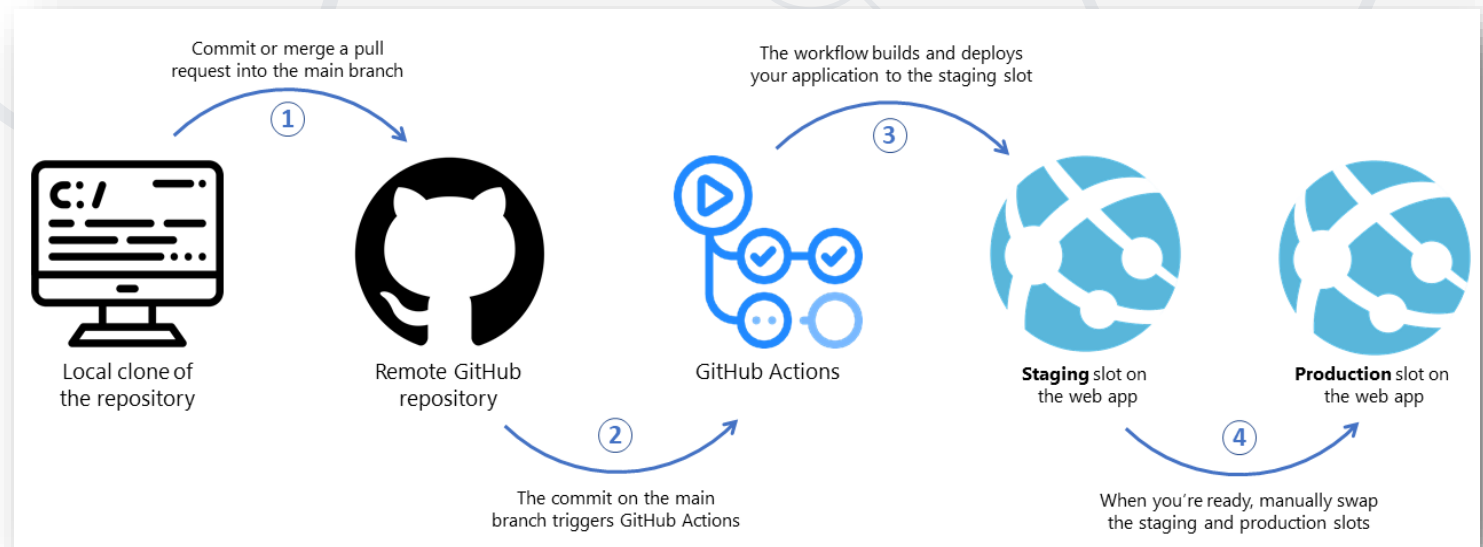 Commit or merge a pull
request into the main branch
1
The workflow builds and deploys
your application to the staging slot
3
C:/
Local clone of
the repository
Remote GitHub
repository
GitHub Actions
Staging slot on
the web app
Production slot on
the web app
2
The commit on the main
branch triggers GitHub Actions
4
When you’re ready, manually swap
the staging and production slots